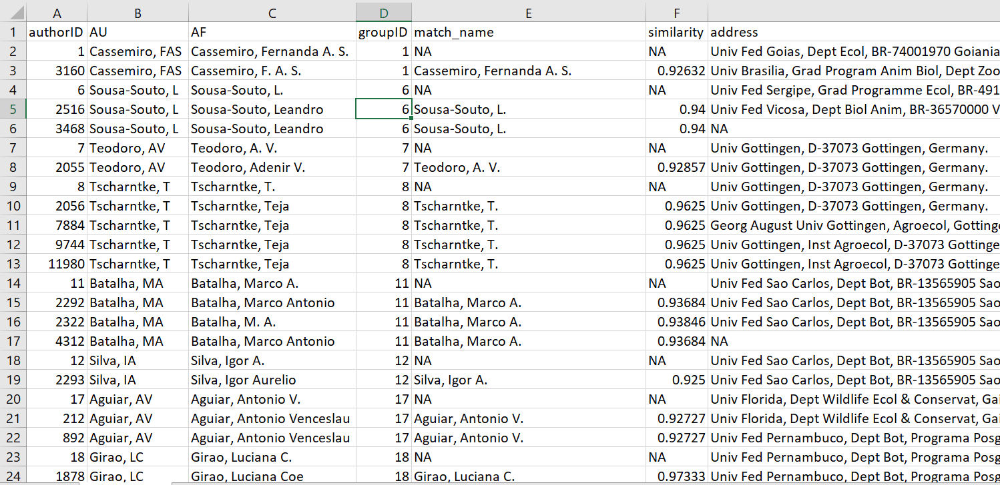 A B C D E F
1 authorID AU AF groupID match_name similarity address
2 1 Cassemiro, FAS Cassemiro, Fernanda A. S. 1 NA NA Univ Fed Goias, Dept Ecol, BR-74001970 Goiania
3 3160 Cassemiro, FAS Cassemiro, F. A. S. 1 Cassemiro, Fernanda A. S. 0.92632 Univ Brasilia, Grad Program Anim Biol, Dept Zoo
4 6 Sousa-Souto, L Sousa-Souto, L. 6 NA NA Univ Fed Sergipe, Grad Programme Ecol, BR-491
5 2516 Sousa-Souto, L Sousa-Souto, Leandro 6 Sousa-Souto, L. 0.94 Univ Fed Vicosa, Dept Biol Anim, BR-36570000 V
6 3468 Sousa-Souto, L Sousa-Souto, Leandro 6 Sousa-Souto, L. 0.94 NA
7 7 Teodoro, AV Teodoro, A. V. 7 NA NA Univ Gottingen, D-37073 Gottingen, Germany.
8 2055 Teodoro, AV Teodoro, Adenir V. 7 Teodoro, A. V. 0.92857 Univ Gottingen, D-37073 Gottingen, Germany.
9 8 Tscharntke, T Tscharntke, T. 8 NA NA Univ Gottingen, D-37073 Gottingen, Germany.
10 2056 Tscharntke, T Tscharntke, Teja 8 Tscharntke, T. 0.9625 Univ Gottingen, D-37073 Gottingen, Germany.
11 7884 Tscharntke, T Tscharntke, Teja 8 Tscharntke, T. 0.9625 Georg August Univ Gottingen, Agroecol, Gotting
12 9744 Tscharntke, T Tscharntke, Teja 8 Tscharntke, T. 0.9625 Univ Gottingen, Inst Agroecol, D-37073 Gottinge
13 11980 Tscharntke, T Tscharntke, Teja 8 Tscharntke, T. 0.9625 Univ Gottingen, Inst Agroecol, D-37073 Gottinge
14 11 Batalha, MA Batalha, Marco A. 11 NA NA Univ Fed Sao Carlos, Dept Bot, BR-13565905 Sao
15 2292 Batalha, MA Batalha, Marco Antonio 11 Batalha, Marco A. 0.93684 Univ Fed Sao Carlos, Dept Bot, BR-13565905 Sao
16 2322 Batalha, MA Batalha, M. A. 11 Batalha, Marco A. 0.93846 Univ Fed Sao Carlos, Dept Bot, BR-13565905 Sao
17 4312 Batalha, MA Batalha, Marco Antonio 11 Batalha, Marco A. 0.93684 NA
18 12 Silva, IA Silva, Igor A. 12 NA NA Univ Fed Sao Carlos, Dept Bot, BR-13565905 Sao
19 2293 Silva, IA Silva, Igor Aurelio 12 Silva, Igor A. 0.925 Univ Fed Sao Carlos, Dept Bot, BR-13565905 Sao
20 17 Aguiar, AV Aguiar, Antonio V. 17 NA NA Univ Florida, Dept Wildlife Ecol & Conservat, Gai
21 212 Aguiar, AV Aguiar, Antonio Venceslau 17 Aguiar, Antonio V. 0.92727 Univ Florida, Dept Wildlife Ecol & Conservat, Gai
22 892 Aguiar, AV Aguiar, Antonio Venceslau 17 Aguiar, Antonio V. 0.92727 Univ Fed Pernambuco, Dept Bot, Programa Posg
23 18 Girao, LC Girao, Luciana C. 18 NA NA Univ Fed Pernambuco, Dept Bot, Programa Posg
24 1878 Girao, LC Girao, Luciana Coe 18 Girao, Luciana C. 0.97333 Univ Fed Pernambuco, Dept Bot, Programa Posg